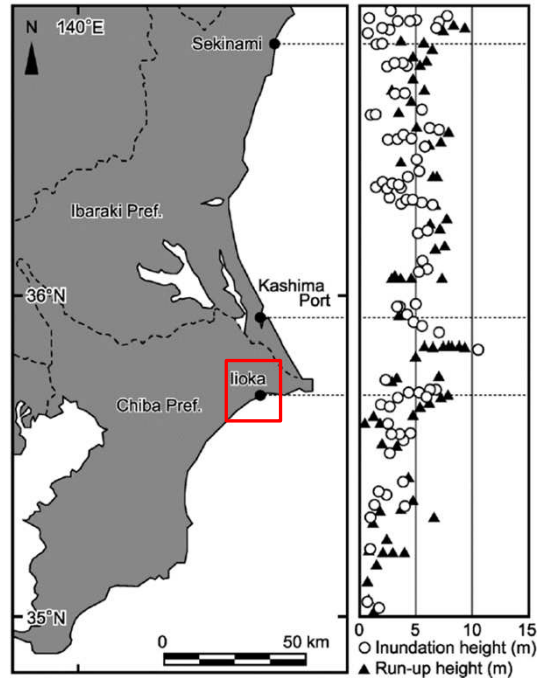 140°E
N
Sekinami
Ibaraki Pref.
36°N
Kashima
Port
Iioka
Chiba Pref.
35°N
0 50 km
0 5 10 15
Inundation height (m)
Run-up height (m)